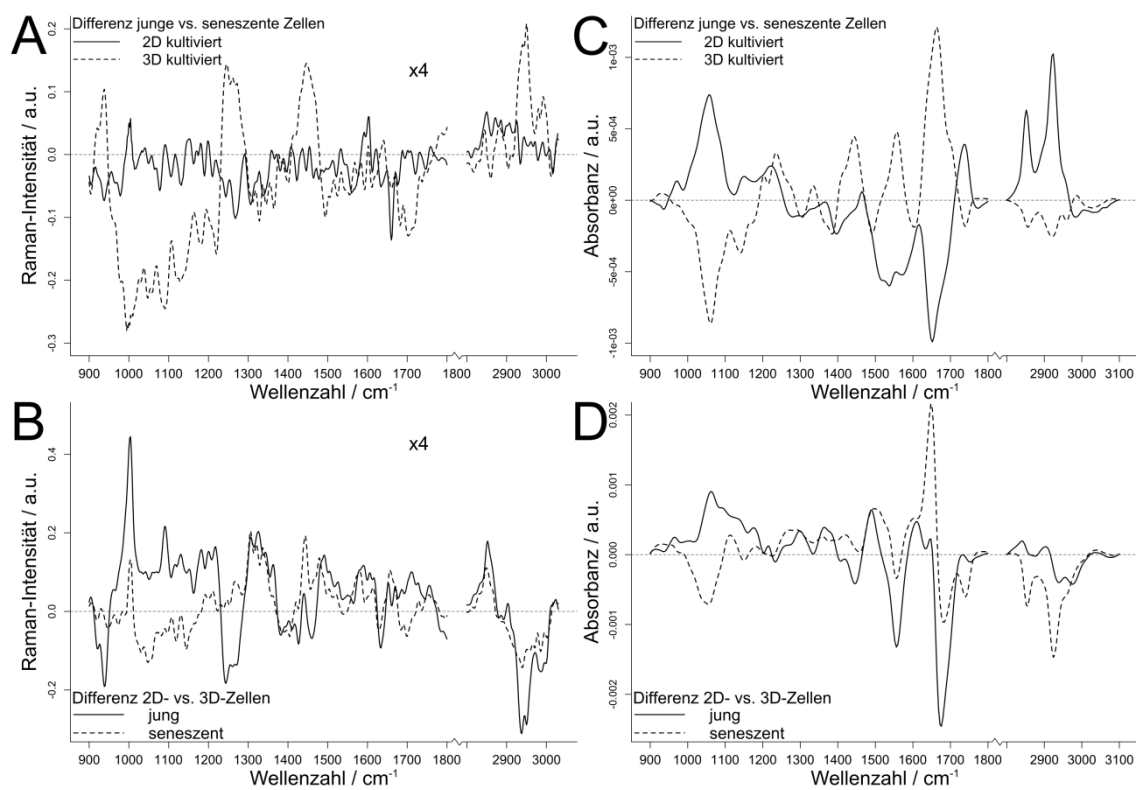 A
Differenz junge vs. seneszente Zellen
2D kultiviert
3D kultiviert
x4
Raman-Intensität / a.u.
0.2
0.1
0.0
-0.1
-0.2
-0.3
900 1000 1100 1200 1300 1400 1500 1600 1700 1800 2900 3000
Wellenzahl / cm-1
C
Differenz junge vs. senescente Zellen
2D kultiviert
3D kultiviert
Absorbanz / a.u.
1e-03
5e-04
0e+00
-5e-04
-1e-03
900 1000 1100 1200 1300 1400 1500 1600 1700 1800 2900 3000 3100
Wellenzahl / cm-1
B
x4
Raman-Intensität / a.u.
0.4
0.2
0.0
-0.2
Differenz 2D- vs. 3D-Zellen
jung
seneszent
900 1000 1100 1200 1300 1400 1500 1600 1700 1800 2900 3000
Wellenzahl / cm-1
D
Absorbanz / a.u.
0.002
0.001
0.000
-0.001
-0.002
Differenz 2D- vs. 3D-Zellen
jung
seneszent
900 1000 1100 1200 1300 1400 1500 1600 1700 1800 2900 3000 3100
Wellenzahl / cm-1